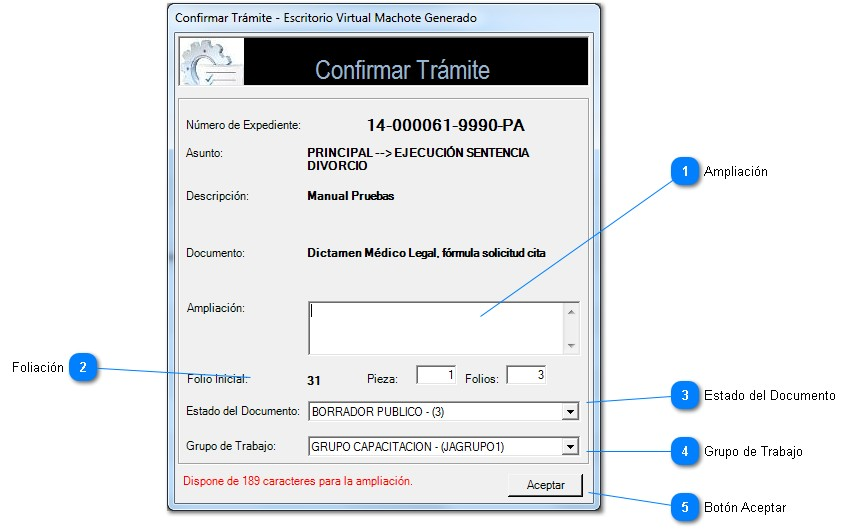 Confirmar Trámite - Escritorio Virtual Machote Generado
Confirmar Trámite
Número de Expediente: 14-000061-9990-PA
Asunto: PRINCIPAL --> EJECUCIÓN SENTENCIA
DIVORCIO
1 Ampliación
Descripción: Manual Pruebas
Documento: Dictamen Médico Legal, fórmula solicitud cita
Ampliación:
Foliación 2
Folio Inicial: 31 Pieza: 1 Folios: 3
3 Estado del Documento
Estado del Documento: BORRADOR PUBLICO - (3)
Grupo de Trabajo: GRUPO CAPACITACION - (JAGRUPO1)
4 Grupo de Trabajo
Dispone de 189 caracteres para la ampliación. Aceptar
5 Botón Aceptar